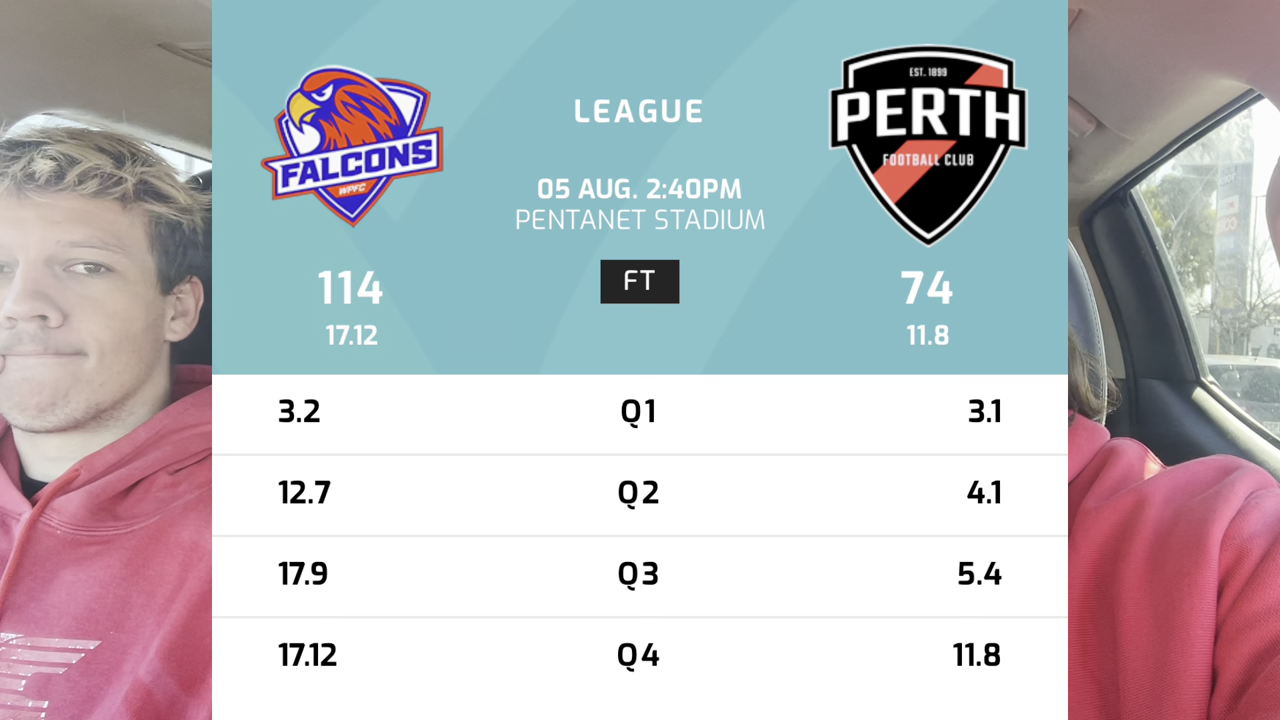 FALCONS
WPFC
LEAGUE
05 AUG. 2:40PM
PENTANET STADIUM
EST. 1899
PERTH
FOOTBALL CLUB
114
FT
74
17.12
11.8
3.2 Q1 3.1
12.7 Q2 4.1
17.9 Q3 5.4
17.12 Q4 11.8